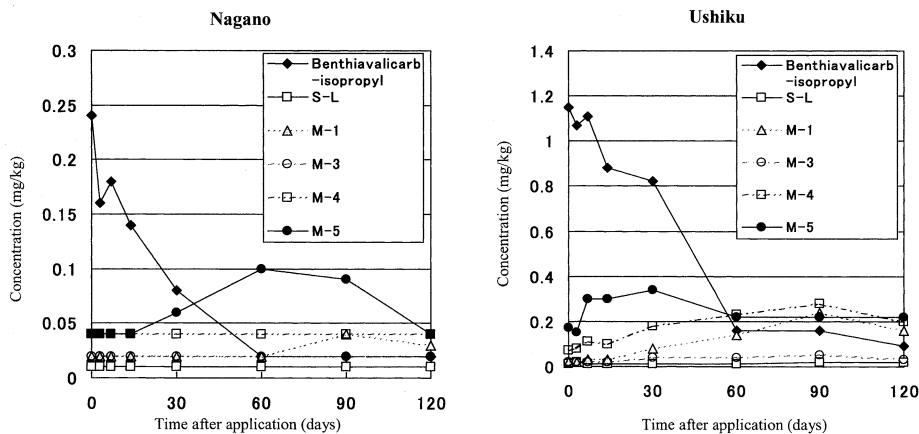 Nagano
0.3
0.25
0.2
0.15
0.1
0.05
0
0 30 60 90 120
Concentration (mg/kg)
Time after application (days)
Benthiavalicarb
-isopropyl
S-L
M-1
M-3
M-4
M-5
Ushiku
1.4
1.2
1
0.8
0.6
0.4
0.2
0
0 30 60 90 120
Concentration (mg/kg)
Time after application (days)
Benthiavalicarb
-isopropyl
S-L
M-1
M-3
M-4
M-5